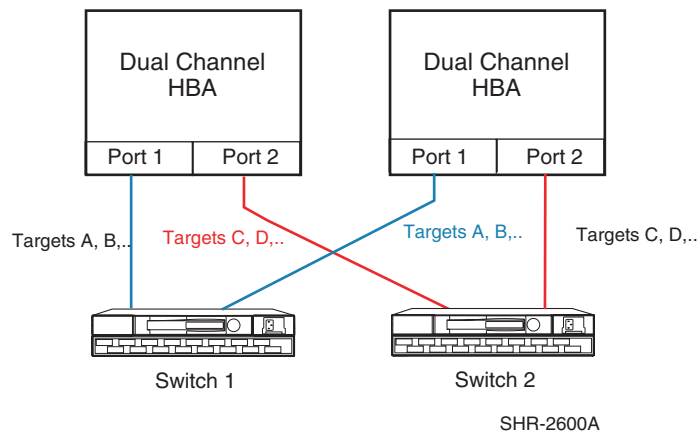 Dual Channel
HBA
Dual Channel
HBA
Port 1
Port 2
Port 1
Port 2
Targets A, B,..
Targets C, D,..
Targets A, B,..
Targets C, D,..
Switch 1
Switch 2
SHR-2600A